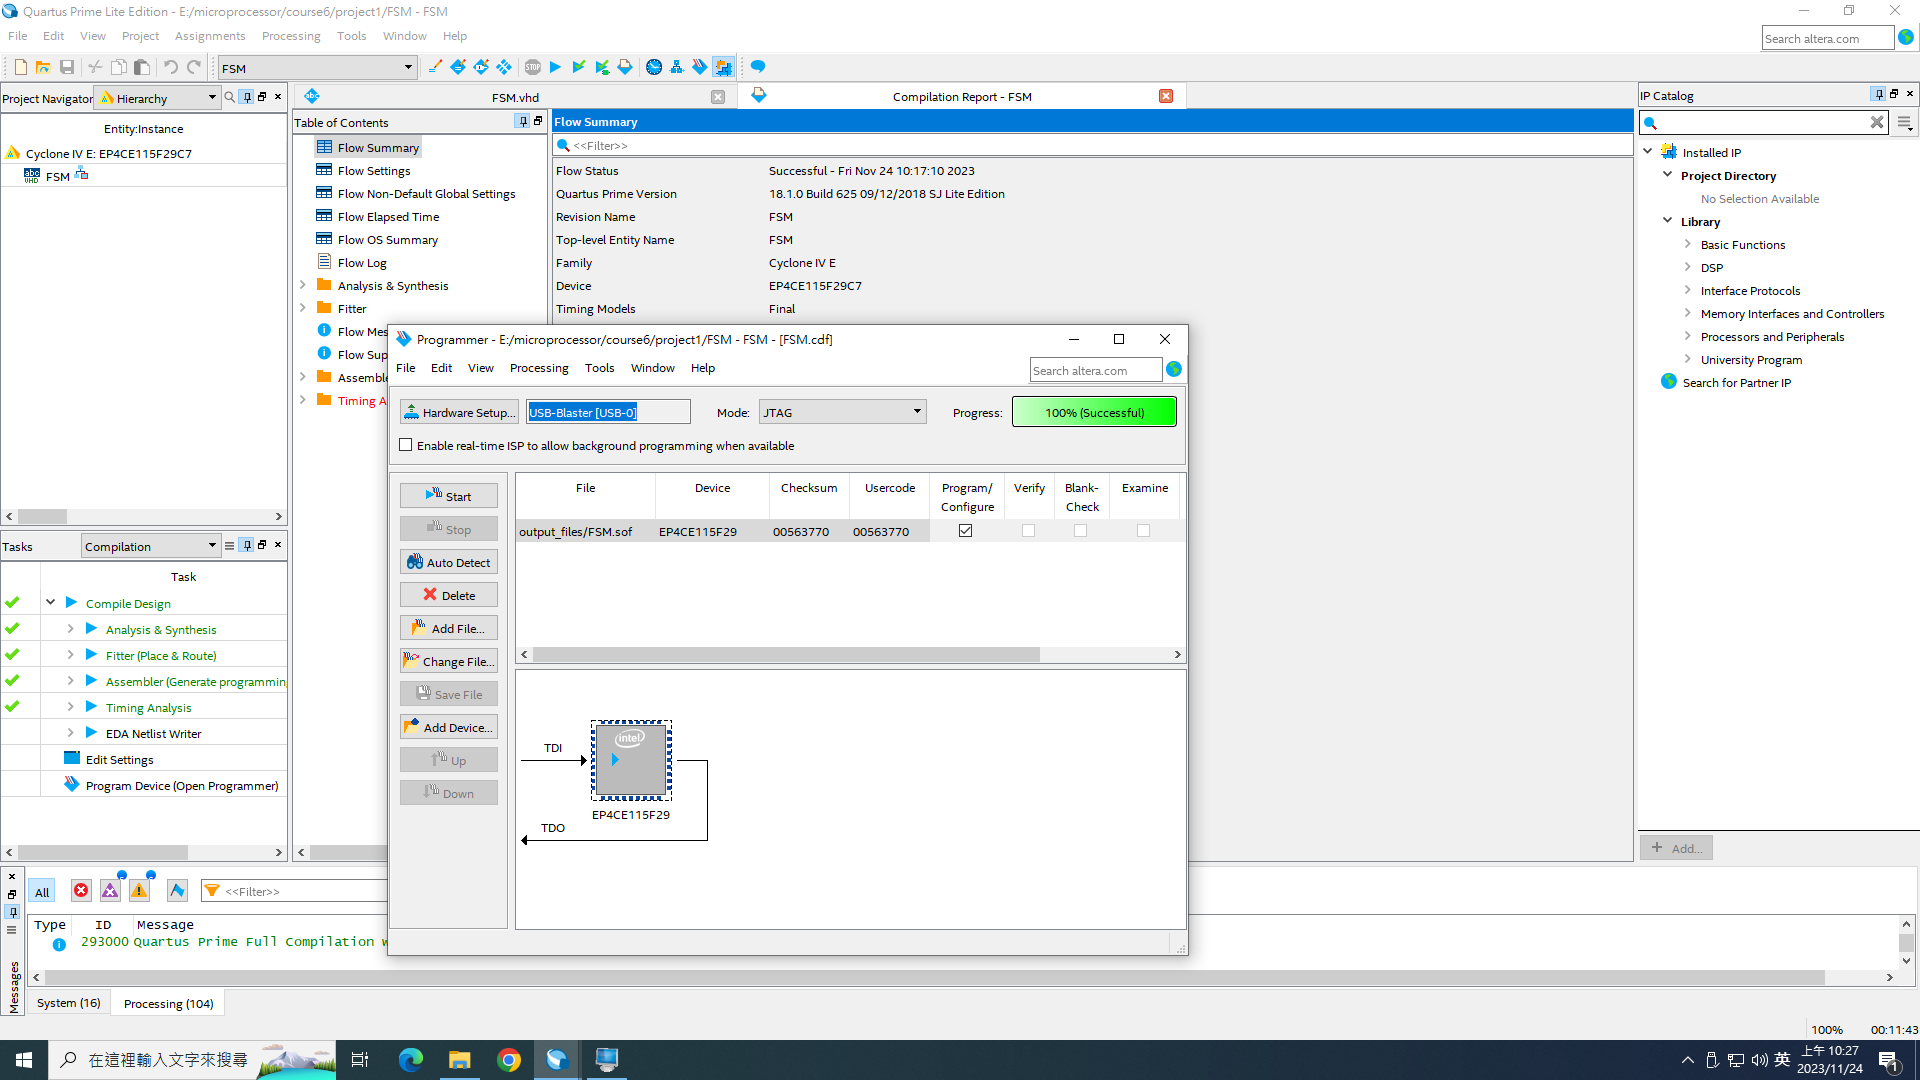 Quartus Prime Lite Edition - E:/microprocessor/course6/project1/FSM - FSM
File Edit View Project Assignments Processing Tools Window Help
Search altera.com
FSM
Project Navigator Hierarchy
Entity:Instance
Cyclone IV E: EP4CE115F29C7
FSM
FSM.vhd
Compilation Report - FSM
Table of Contents
Flow Summary
Flow Settings
Flow Non-Default Global Settings
Flow Elapsed Time
Flow OS Summary
Flow Log
Analysis & Synthesis
Fitter
Flow Mes
Flow Sup
Assemble
Timing A
Flow Summary
<<Filter>>
Flow Status Successful - Fri Nov 24 10:17:10 2023
Quartus Prime Version 18.1.0 Build 625 09/12/2018 SJ Lite Edition
Revision Name FSM
Top-level Entity Name FSM
Family Cyclone IV E
Device EP4CE115F29C7
Timing Models Final
IP Catalog
Installed IP
Project Directory
No Selection Available
Library
Basic Functions
DSP
Interface Protocols
Memory Interfaces and Controllers
Processors and Peripherals
University Program
Search for Partner IP
Add...
Programmer - E:/microprocessor/course6/project1/FSM - FSM - [FSM.cdf]
File Edit View Processing Tools Window Help
Search altera.com
Hardware Setup... USB-Blaster [USB-0] Mode: JTAG Progress: 100% (Successful)
Enable real-time ISP to allow background programming when available
Start
Stop
Auto Detect
Delete
Add File...
Change File...
Save File
Add Device...
Up
Down
File Device Checksum Usercode Program/ Configure Verify Blank- Check Examine
output_files/FSM.sof EP4CE115F29 00563770 00563770
TDI
intel
EP4CE115F29
TDO
Tasks Compilation
Task
Compile Design
Analysis & Synthesis
Fitter (Place & Route)
Assembler (Generate programmin
Timing Analysis
EDA Netlist Writer
Edit Settings
Program Device (Open Programmer)
All <<Filter>>
Type ID Message
293000 Quartus Prime Full Compilation w
Messages
System (16) Processing (104)
100% 00:11:43
在這裡輸入文字來搜尋
英
上午 10:27
2023/11/24
1